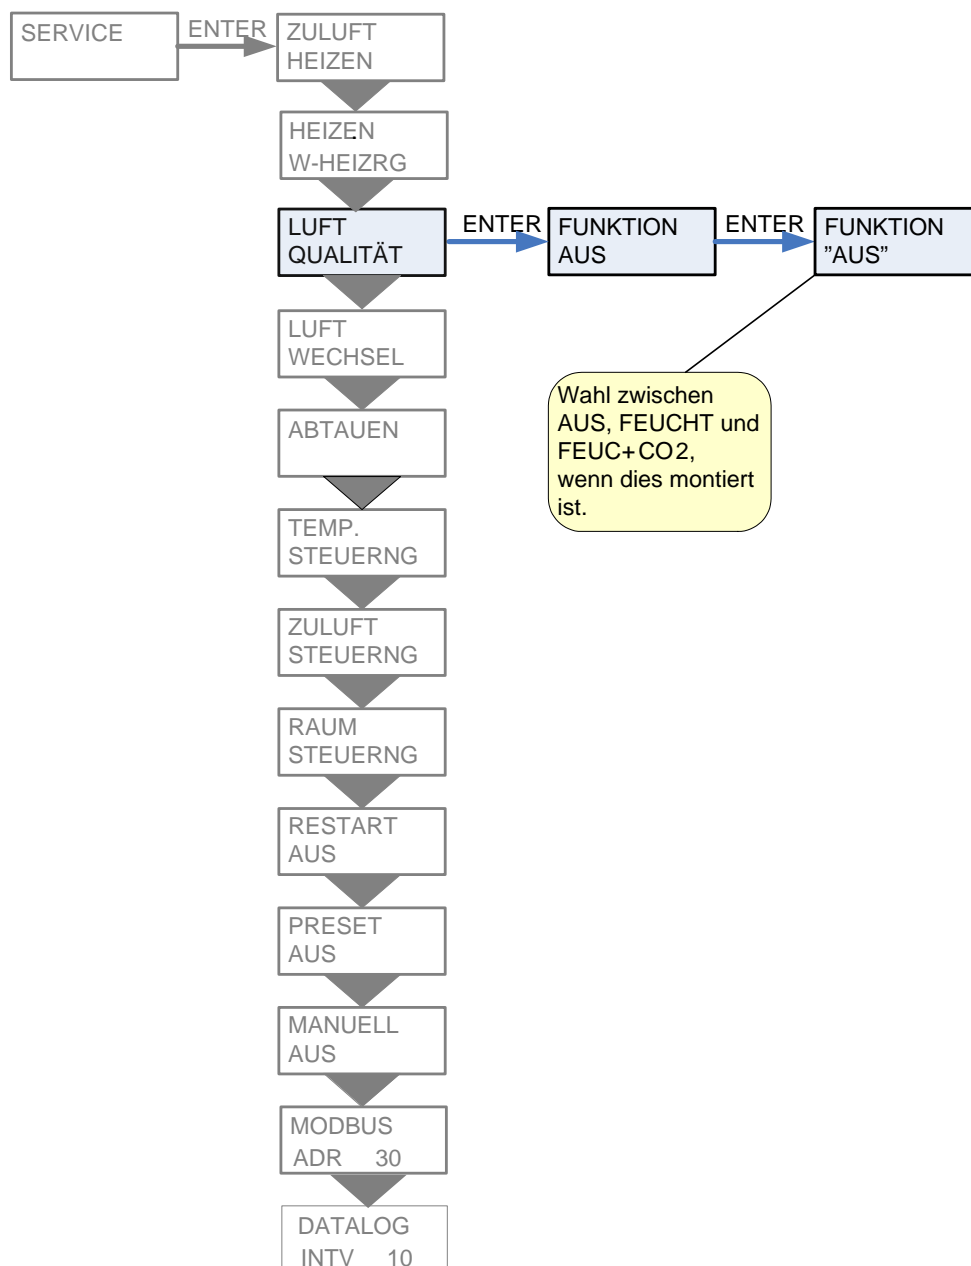 SERVICE
ENTER
ZULUFT
HEIZEN
HEIZEN
W-HEIZRG
LUFT
QUALITÄT
ENTER
FUNKTION
AUS
ENTER
FUNKTION
”AUS”
Wahl zwischen
AUS, FEUCHT und
FEUC+CO2,
wenn dies montiert
ist.
LUFT
WECHSEL
ABTAUEN
TEMP.
STEUERNG
ZULUFT
STEUERNG
RAUM
STEUERNG
RESTART
AUS
PRESET
AUS
MANUELL
AUS
MODBUS
ADR 30
DATALOG
INTV 10